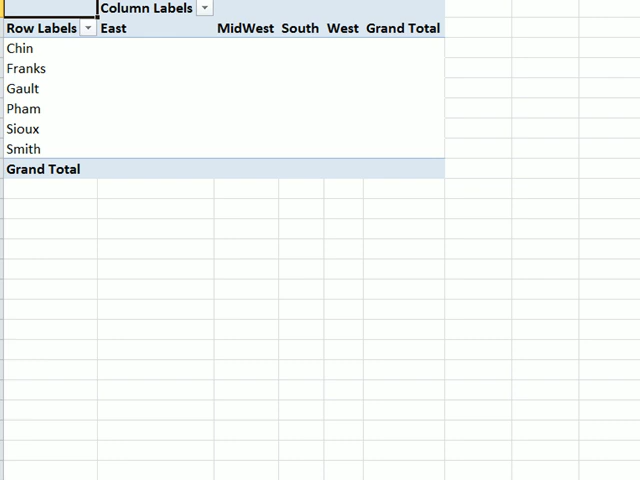 Column Labels
Row Labels East MidWest South West Grand Total
Chin
Franks
Gault
Pham
Sioux
Smith
Grand Total